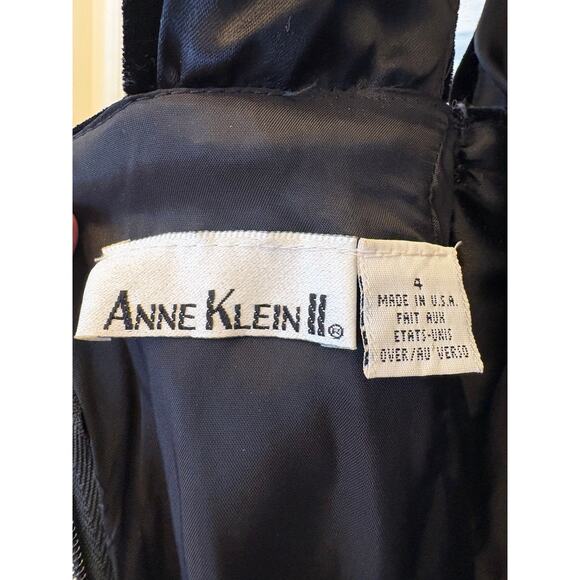 ANNE KLEIN II®
4
MADE IN U.S.A.
FAIT AUX
ETATS-UNIS
OVER/AU VERSO